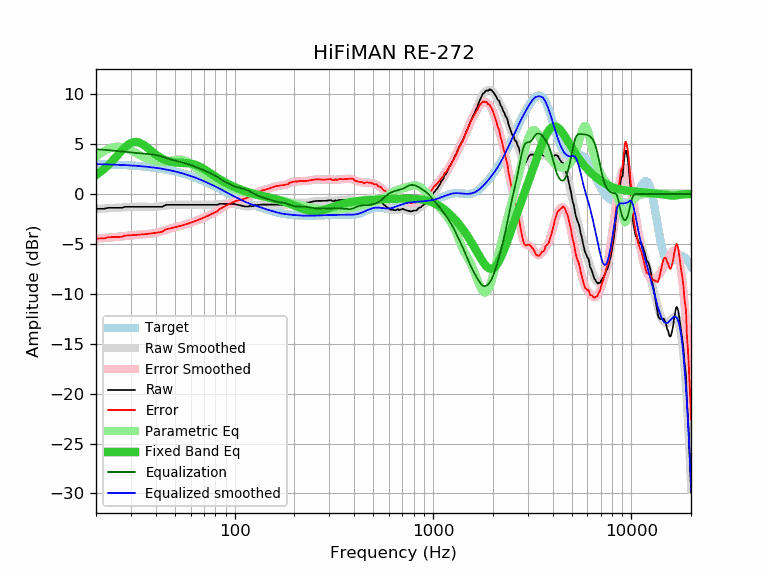 HiFiMAN RE-272
Amplitude (dBr)
10
5
0
−5
−10
−15
−20
−25
−30
Target
Raw Smoothed
Error Smoothed
Raw
Error
Parametric Eq
Fixed Band Eq
Equalization
Equalized smoothed
100
1000
10000
Frequency (Hz)